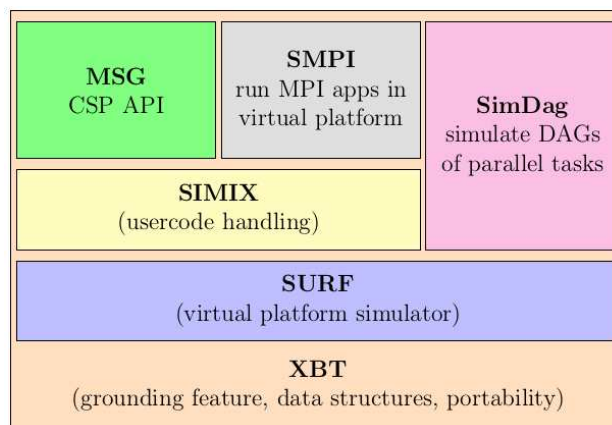 MSG
CSP API
SMPI
run MPI apps in
virtual platform
SimDag
simulate DAGs
of parallel tasks
SIMIX
(usercode handling)
SURF
(virtual platform simulator)
XBT
(grounding feature, data structures, portability)